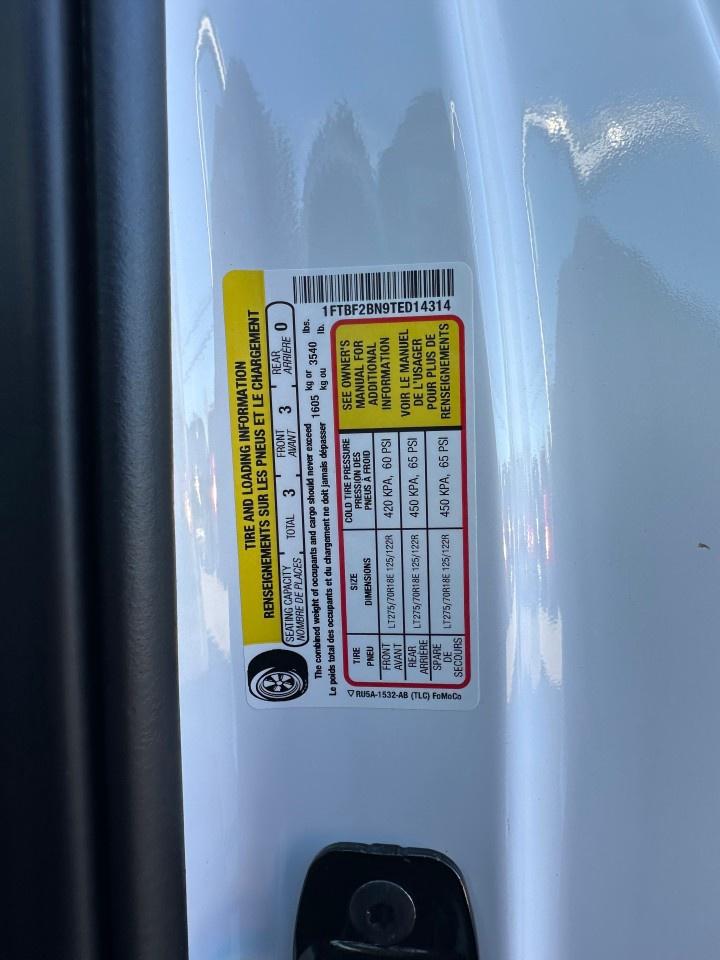 TIRE AND LOADING INFORMATION
RENSEIGNEMENTS SUR LES PNEUS ET LE CHARGEMENT
SEATING CAPACITY TOTAL 3 FRONT 3 REAR 0
NOMBRE DE PLACES AVANT ARRIÈRE
The combined weight of occupants and cargo should never exceed 1605 kg or 3540 lbs.
Le poids total des occupants et du chargement ne doit jamais dépasser kg ou lb.
1FTBF2BN9TED14314
TIRE SIZE COLD TIRE PRESSURE
PNEU DIMENSIONS PRESSION DES PNEUS À FROID
FRONT AVANT LT275/70R18E 125/122R 420 KPA, 60 PSI
REAR ARRIÈRE LT275/70R18E 125/122R 450 KPA, 65 PSI
SPARE DE SECOURS LT275/70R18E 125/122R 450 KPA, 65 PSI
SEE OWNER'S
MANUAL FOR
ADDITIONAL
INFORMATION
VOIR LE MANUEL
DE L'USAGER
POUR PLUS DE
RENSEIGNEMENTS
RU5A-1532-AB (TLC) FoMoCo